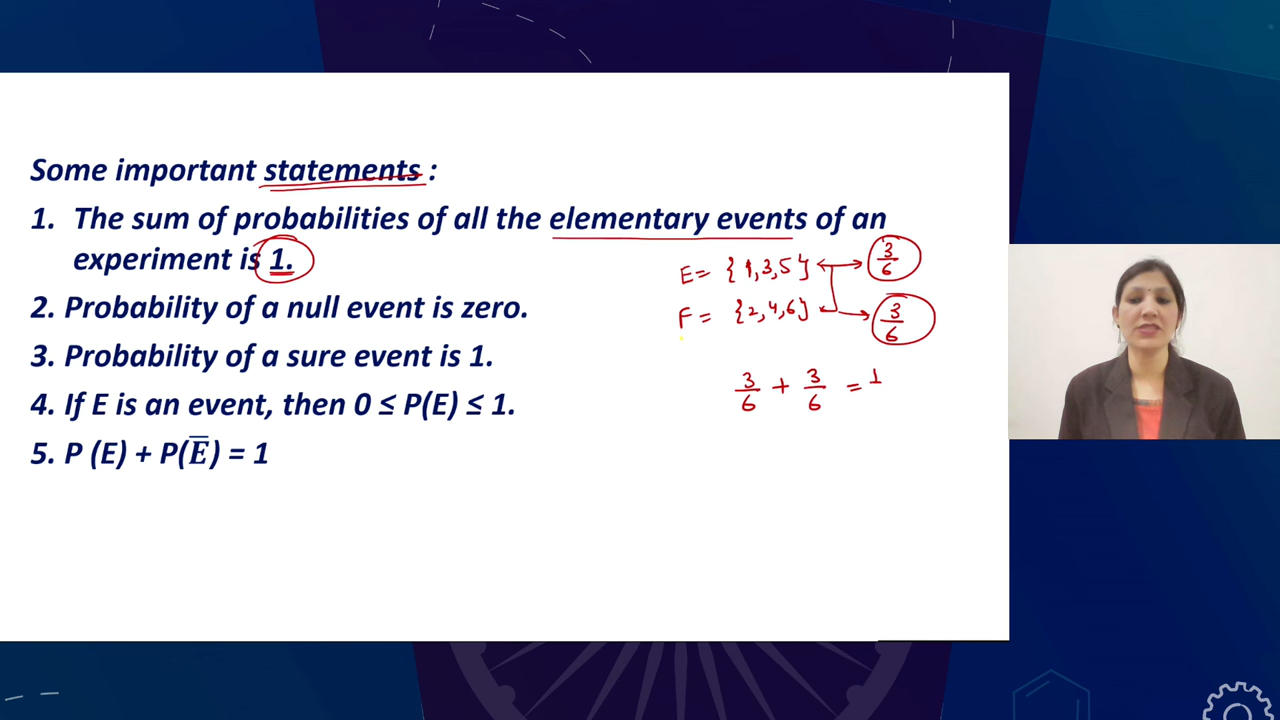 Some important statements :
1. The sum of probabilities of all the elementary events of an
experiment is 1.
2. Probability of a null event is zero.
3. Probability of a sure event is 1.
4. If E is an event, then 0 ≤ P(E) ≤ 1.
5. P (E) + P(E̅) = 1
E = {1,3,5} 3/6
F = {2,4,6} 3/6
3/6 + 3/6 = 1